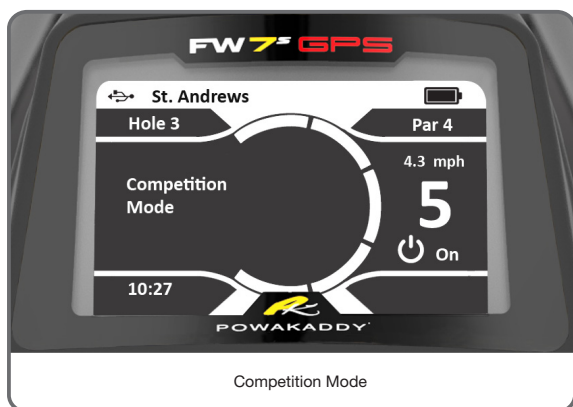 FW7s GPS
St. Andrews
Hole 3
Par 4
Competition
Mode
4.3 mph
5
On
10:27
POWAKADDY
Competition Mode